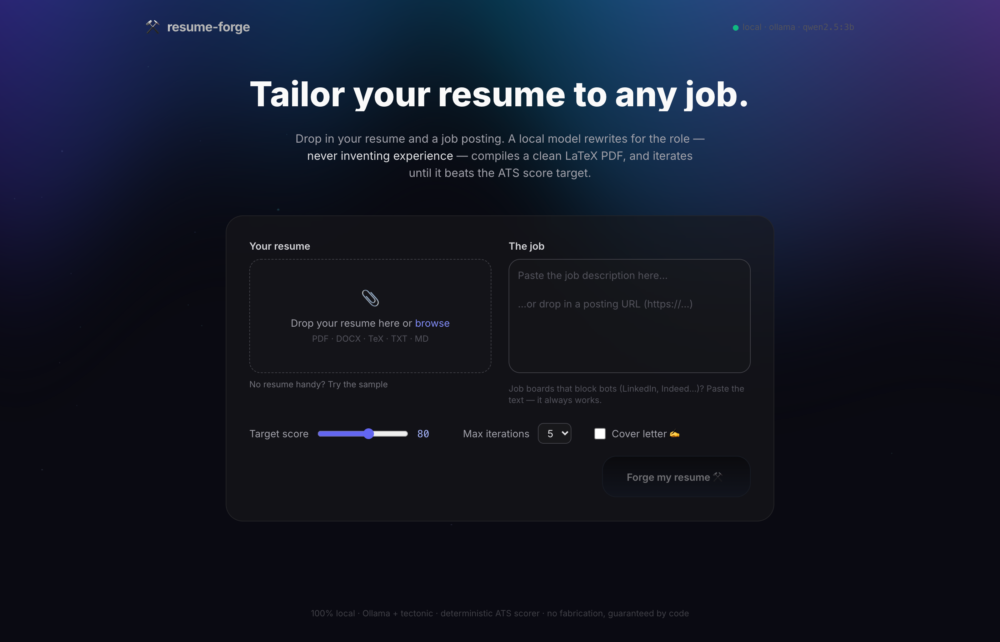 resume-forge
local · ollama · qwen2.5:3b
Tailor your resume to any job.
Drop in your resume and a job posting. A local model rewrites for the role —
never inventing experience — compiles a clean LaTeX PDF, and iterates
until it beats the ATS score target.
Your resume
Drop your resume here or browse
PDF · DOCX · TeX · TXT · MD
No resume handy? Try the sample
The job
Paste the job description here...
...or drop in a posting URL (https://...)
Job boards that block bots (LinkedIn, Indeed...)? Paste the
text — it always works.
Target score 80 Max iterations 5 Cover letter ✍️
Forge my resume ⚒
100% local · Ollama + tectonic · deterministic ATS scorer · no fabrication, guaranteed by code